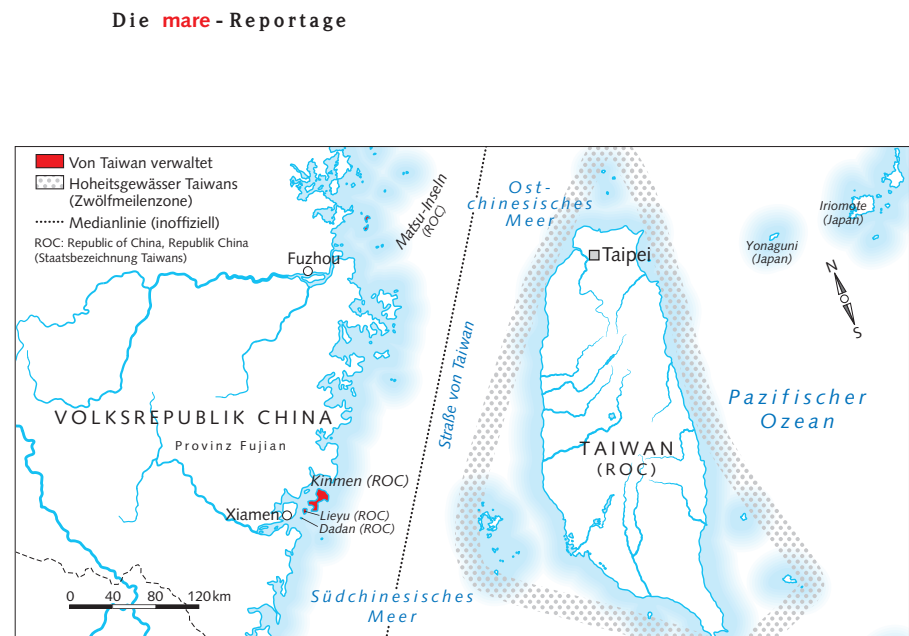 Die mare-Reportage
Von Taiwan verwaltet
Hoheitsgewässer Taiwans
(Zwölfmeilenzone)
Medianlinie (inoffiziell)
ROC: Republic of China, Republik China
(Staatsbezeichnung Taiwans)
Matsu-Inseln
(ROC)
Ost-
chinesisches
Meer
Iriomote
(Japan)
Yonaguni
(Japan)
Fuzhou
Taipei
N
S
Straße von Taiwan
Pazifischer
Ozean
VOLKSREPUBLIK CHINA
Provinz Fujian
TAIWAN
(ROC)
Kinmen (ROC)
Xiamen
Lieyu (ROC)
Dadan (ROC)
0 40 80 120 km
Südchinesisches
Meer